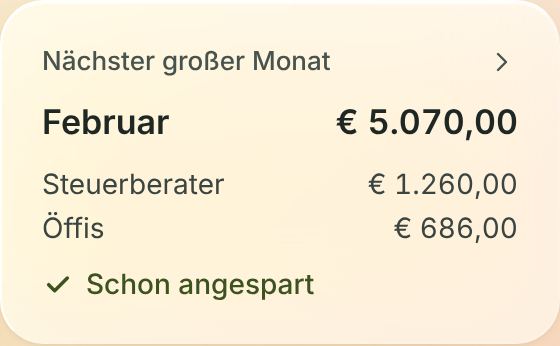 Nächster großer Monat
Februar € 5.070,00
Steuerberater € 1.260,00
Öffis € 686,00
Schon angespart